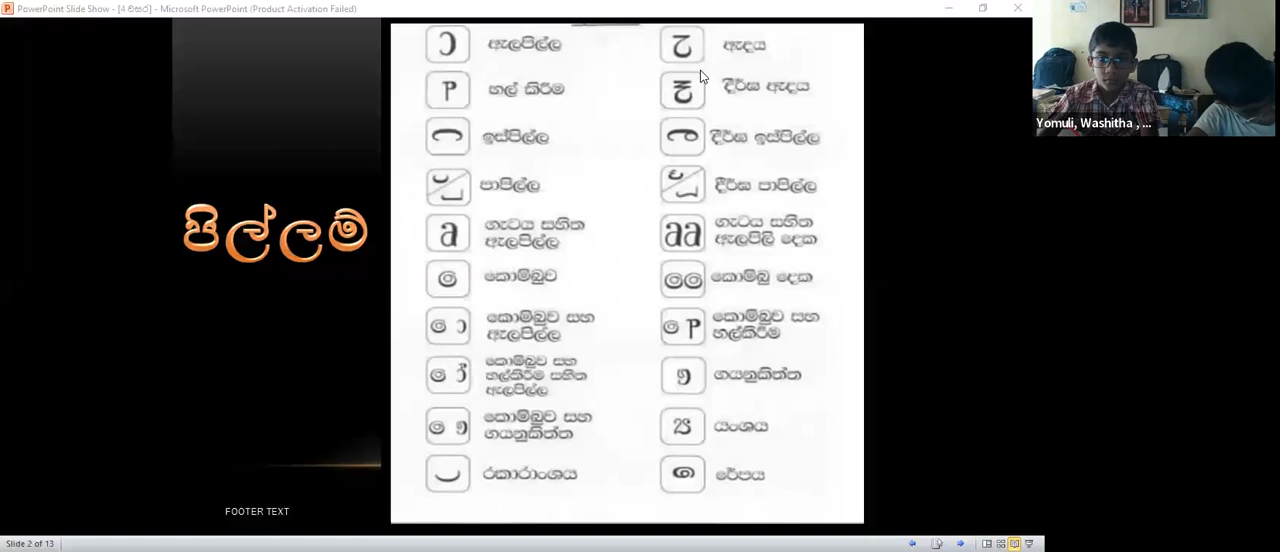 PowerPoint Slide Show - [4 විසර] - Microsoft PowerPoint (Product Activation Failed)
Yomuli, Washitha , ...
පිල්ලම්
ඇලපිල්ල
ඇදය
හල් කිරීම
දීර්ඝ ඇදය
ඉස්පිල්ල
දීර්ඝ ඉස්පිල්ල
පාපිල්ල
දීර්ඝ පාපිල්ල
ගැටය සහිත
ඇලපිල්ල
ගැටය සහිත
ඇලපිලි දෙක
කොම්බුව
කොම්බු දෙක
කොම්බුව සහ
ඇලපිල්ල
කොම්බුව සහ
හල්කිරීම
කොම්බුව සහ
හල්කිරීම සහිත
ඇලපිල්ල
ගයනුකිත්ත
කොම්බුව සහ
ගයනුකිත්ත
යංශය
රකාරාංශය
රේපය
FOOTER TEXT
Slide 2 of 13